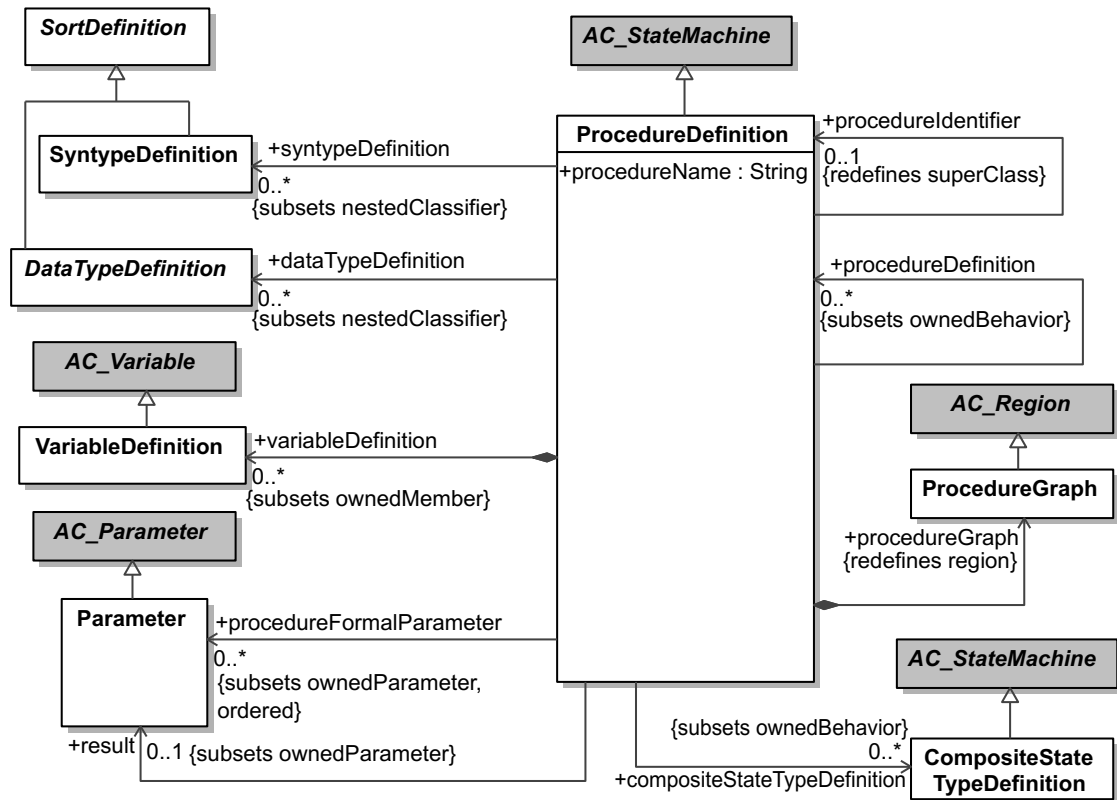 SortDefinition
AC_StateMachine
SyntypeDefinition
+syntypeDefinition
0..*
{subsets nestedClassifier}
ProcedureDefinition
+procedureName : String
+procedureIdentifier
0..1
{redefines superClass}
DataTypeDefinition
+dataTypeDefinition
0..*
{subsets nestedClassifier}
+procedureDefinition
0..*
{subsets ownedBehavior}
AC_Variable
VariableDefinition
+variableDefinition
0..*
{subsets ownedMember}
AC_Region
ProcedureGraph
+procedureGraph
{redefines region}
AC_Parameter
Parameter
+procedureFormalParameter
0..*
{subsets ownedParameter,
ordered}
+result
0..1 {subsets ownedParameter}
AC_StateMachine
{subsets ownedBehavior}
0..*
+compositeStateTypeDefinition
CompositeState
TypeDefinition